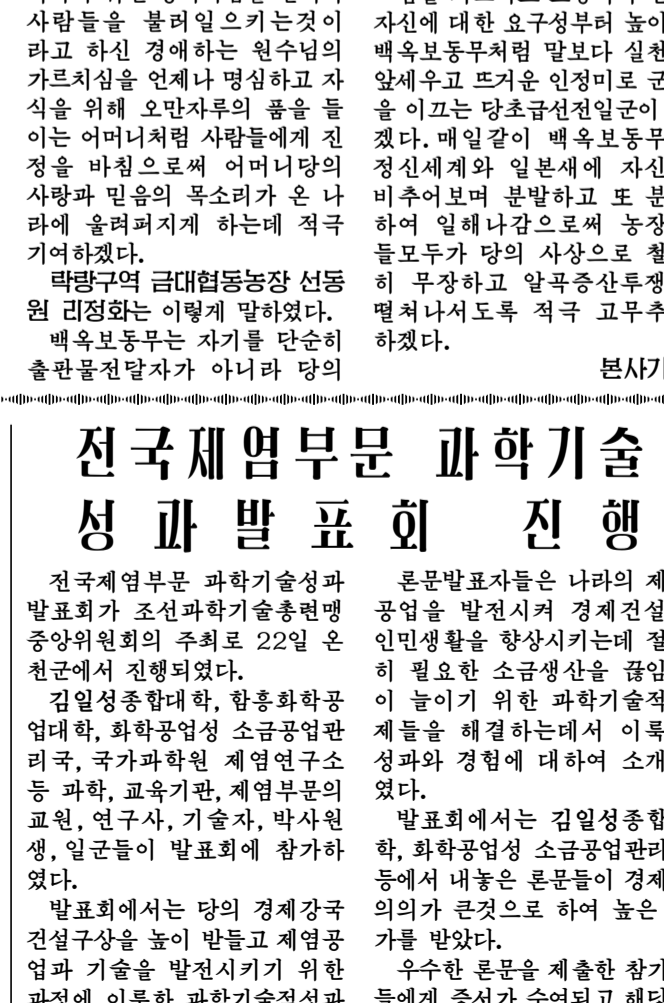 사람들을 불러일으키는것이
라고 하신 경애하는 원수님의
가르치심을 언제나 명심하고 자
식을 위해 오만자루의 품을 들
이는 어머니처럼 사람들에게 진
정을 바침으로써 어머니당의
사랑과 믿음의 목소리가 온 나
라에 울려퍼지게 하는데 적극
기여하겠다.
락랑구역 금대협동농장 선동
원 리정화는 이렇게 말하였다.
백옥보동무는 자기를 단순히
출판물전달자가 아니라 당의
자신에 대한 요구성부터 높이
백옥보동무처럼 말보다 실천
앞세우고 뜨거운 인정미로 군
을 이끄는 당초급선전일군이
겠다. 매일같이 백옥보동무
정신세계와 일본새에 자신
비추어보며 분발하고 또 분
하여 일해나감으로써 농장
들모두가 당의 사상으로 철
히 무장하고 알곡증산투쟁
떨쳐나서도록 적극 고무추
하겠다.
본사기
전국제염부문 과학기술
성과발표회 진행
전국제염부문 과학기술성과
발표회가 조선과학기술총련맹
중앙위원회의 주최로 22일 온
천군에서 진행되였다.
김일성종합대학, 함흥화학공
업대학, 화학공업성 소금공업관
리국, 국가과학원 제염연구소
등 과학, 교육기관, 제염부문의
교원, 연구사, 기술자, 박사원
생, 일군들이 발표회에 참가하
였다.
발표회에서는 당의 경제강국
건설구상을 높이 받들고 제염공
업과 기술을 발전시키기 위한
과정에 이룩한 과학기술적성과
론문발표자들은 나라의 제
공업을 발전시켜 경제건설
인민생활을 향상시키는데 절
히 필요한 소금생산을 끊임
이 늘이기 위한 과학기술적
제들을 해결하는데서 이룩
성과와 경험에 대하여 소개
였다.
발표회에서는 김일성종합
학, 화학공업성 소금공업관리
등에서 내놓은 론문들이 경제
의의가 큰것으로 하여 높은
가를 받았다.
우수한 론문을 제출한 참가
들에게 증서가 수여되고 해당